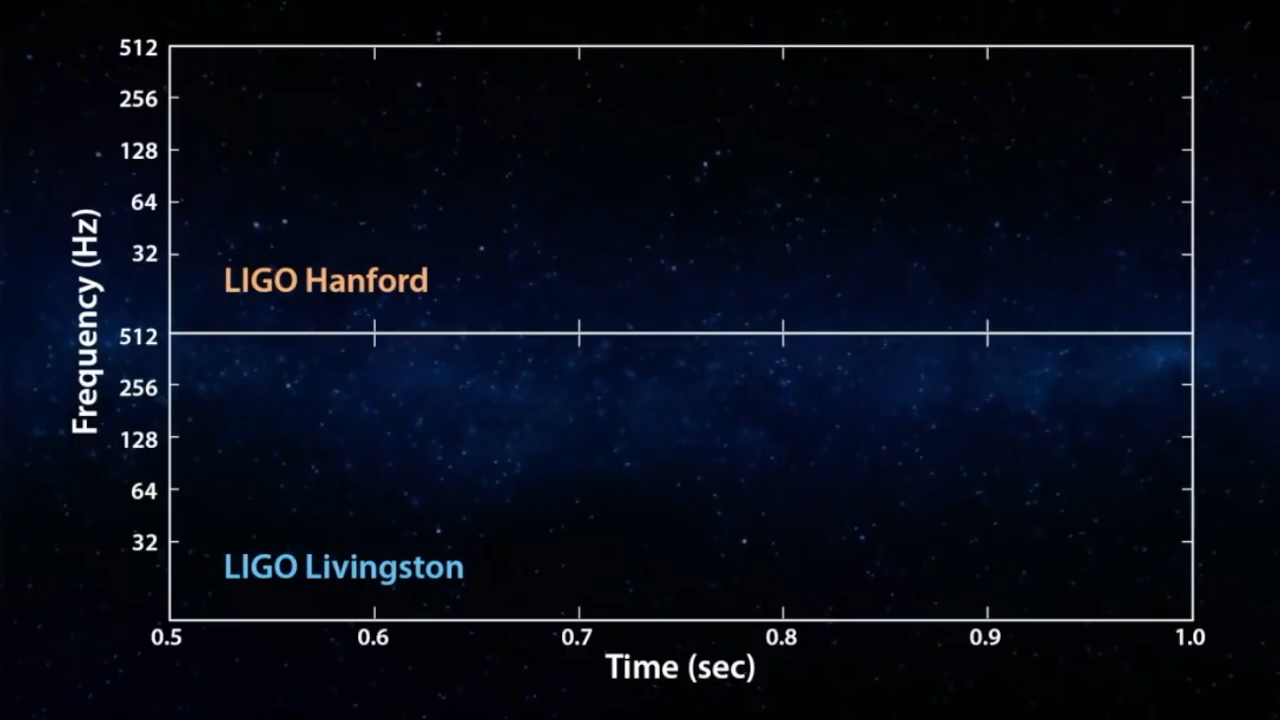 512
256
128
64
32
LIGO Hanford
Frequency (Hz)
512
256
128
64
32
LIGO Livingston
0.5 0.6 0.7 0.8 0.9 1.0
Time (sec)